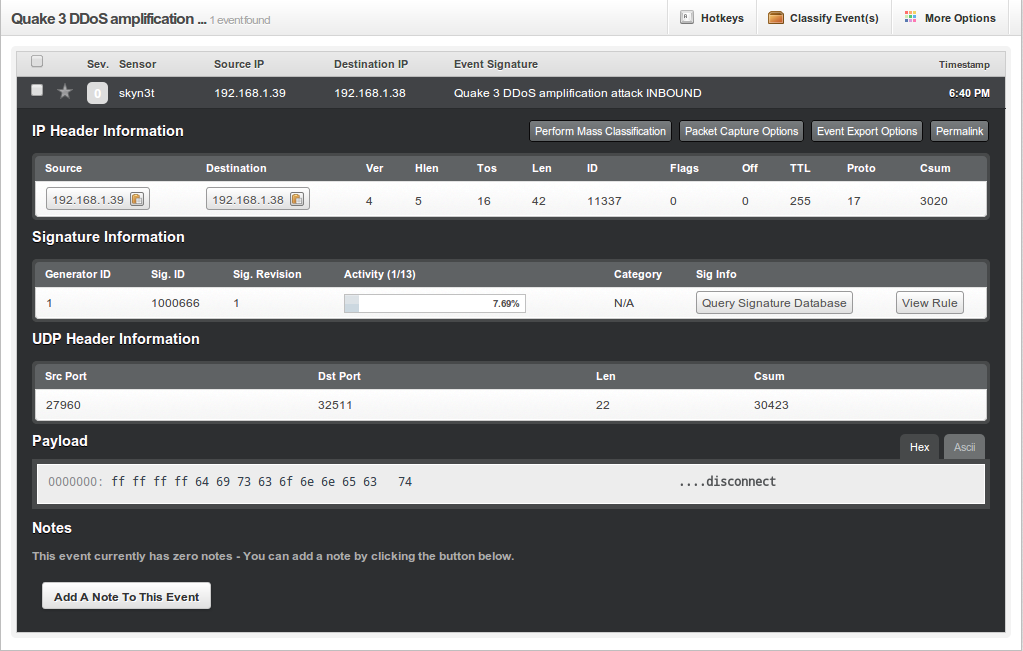 Quake 3 DDoS amplification ... 1 event found Hotkeys Classify Event(s) More Options
Sev. Sensor Source IP Destination IP Event Signature Timestamp
0 skyn3t 192.168.1.39 192.168.1.38 Quake 3 DDoS amplification attack INBOUND 6:40 PM
IP Header Information Perform Mass Classification Packet Capture Options Event Export Options Permalink
Source Destination Ver Hlen Tos Len ID Flags Off TTL Proto Csum
192.168.1.39 192.168.1.38 4 5 16 42 11337 0 0 255 17 3020
Signature Information
Generator ID Sig. ID Sig. Revision Activity (1/13) Category Sig Info
1 1000666 1 7.69% N/A Query Signature Database View Rule
UDP Header Information
Src Port Dst Port Len Csum
27960 32511 22 30423
Payload Hex Ascii
0000000: ff ff ff ff 64 69 73 63 6f 6e 6e 65 63 74 ....disconnect
Notes
This event currently has zero notes - You can add a note by clicking the button below.
Add A Note To This Event